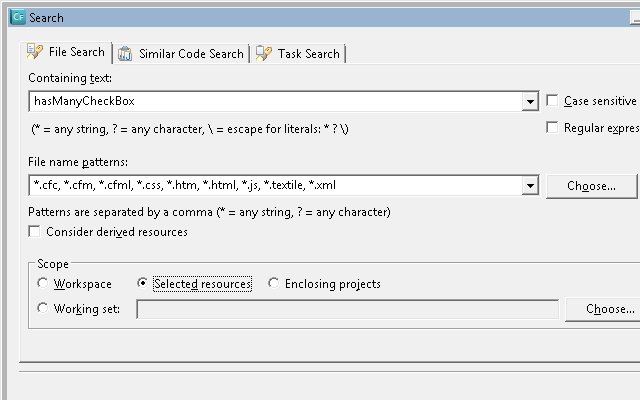 CF Search
File Search Similar Code Search Task Search
Containing text:
hasManyCheckBox
Case sensitive
(* = any string, ? = any character, \ = escape for literals: * ? \)
Regular expres
File name patterns:
*.cfc, *.cfm, *.cfml, *.css, *.htm, *.html, *.js, *.textile, *.xml
Choose...
Patterns are separated by a comma (* = any string, ? = any character)
Consider derived resources
Scope
Workspace Selected resources Enclosing projects
Working set:
Choose...